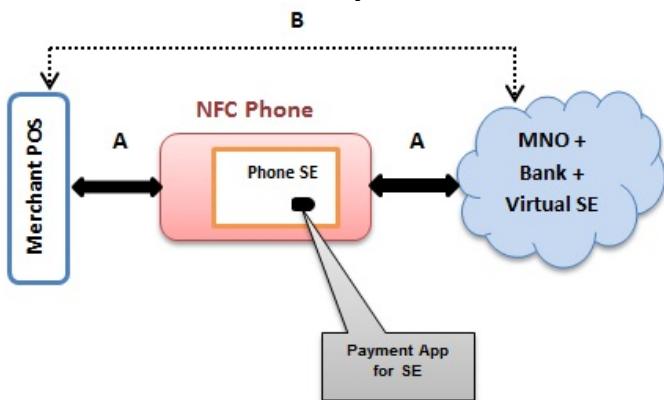 B
NFC Phone
Merchant POS
A
A
Phone SE
MNO +
Bank +
Virtual SE
Payment App
for SE